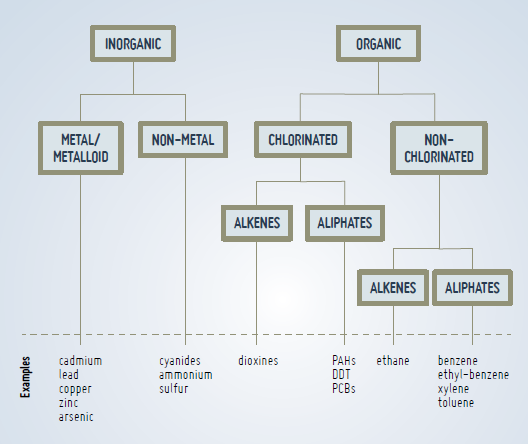 INORGANIC
ORGANIC
METAL/
METALLOID
NON-METAL
CHLORINATED
NON-
CHLORINATED
ALKENES
ALIPHATES
ALKENES
ALIPHATES
Examples
cadmium
lead
copper
zinc
arsenic
cyanides
ammonium
sulfur
dioxines
PAHs
DDT
PCBs
ethane
benzene
ethyl-benzene
xylene
toluene